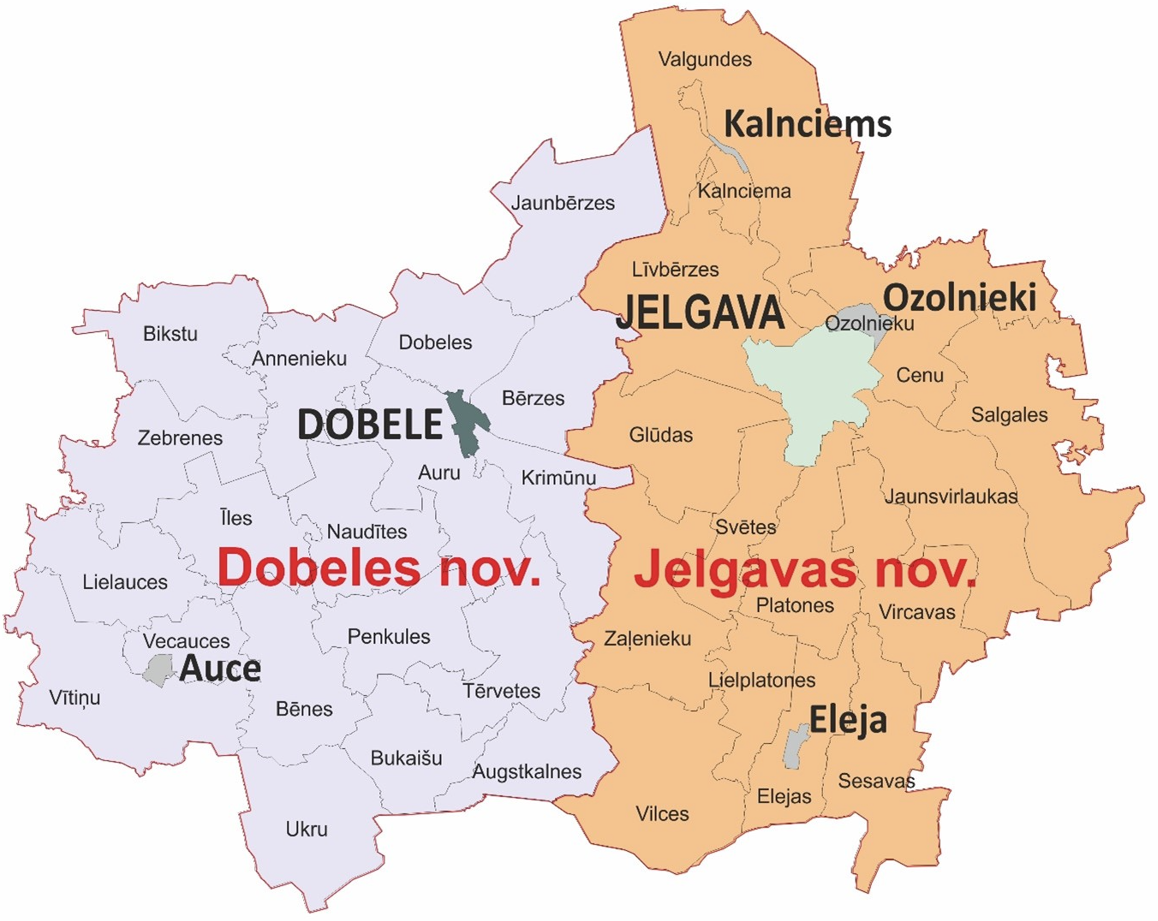 Valgundes
Kalnciems
Kalnciema
Jaunbērzes
Līvbērzes
JELGAVA
Ozolnieki
Ozolnieku
Bikstu
Annenieku
Dobeles
Cenu
Bērzes
Salgales
DOBELE
Zebrenes
Glūdas
Auru
Krimūnu
Jaunsvirlaukas
Īles
Naudītes
Svētes
Dobeles nov.
Jelgavas nov.
Lielauces
Platones
Vircavas
Vecauces
Penkules
Zaļenieku
Auce
Vītiņu
Lielplatones
Tērvetes
Bēnes
Eleja
Bukaišu
Augstkalnes
Sesavas
Elejas
Vilces
Ukru